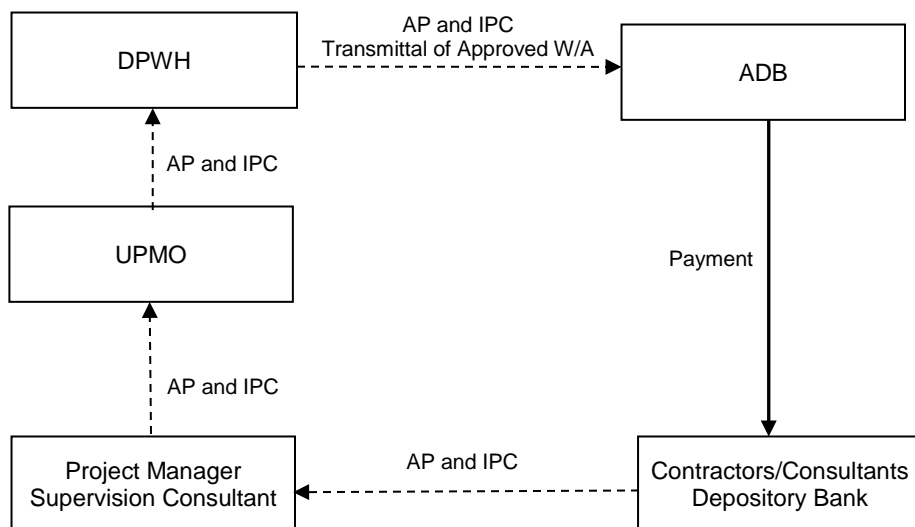 AP and IPC
Transmittal of Approved W/A
DPWH
ADB
AP and IPC
UPMO
Payment
AP and IPC
Project Manager
Supervision Consultant
AP and IPC
Contractors/Consultants
Depository Bank